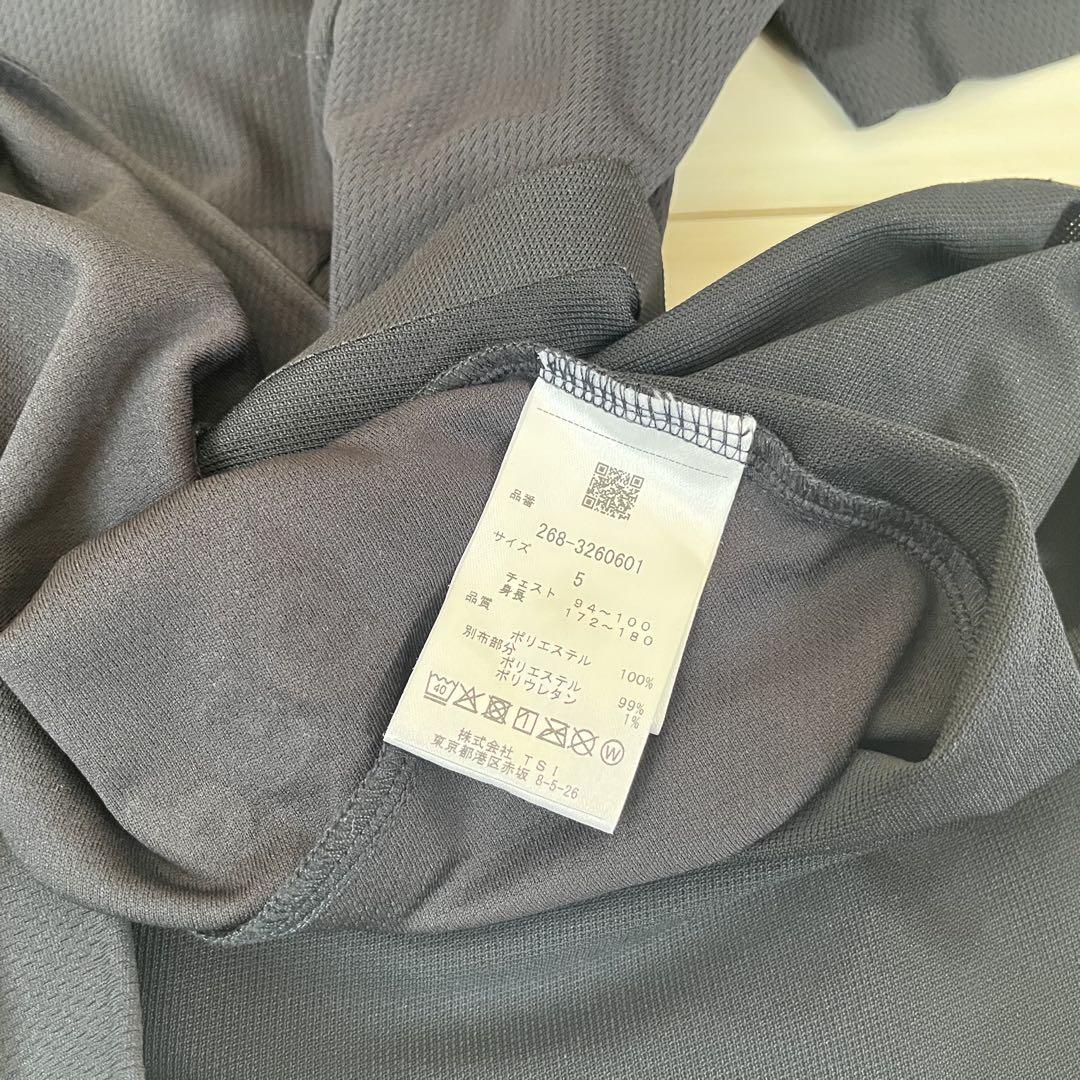 品番
268-3260601
サイズ
5
チェスト 94～100
身長 172～180
品質
ポリエステル 100%
別布部分
ポリエステル 99%
ポリウレタン 1%
40 W
株式会社 TSI
東京都港区赤坂 8-5-26